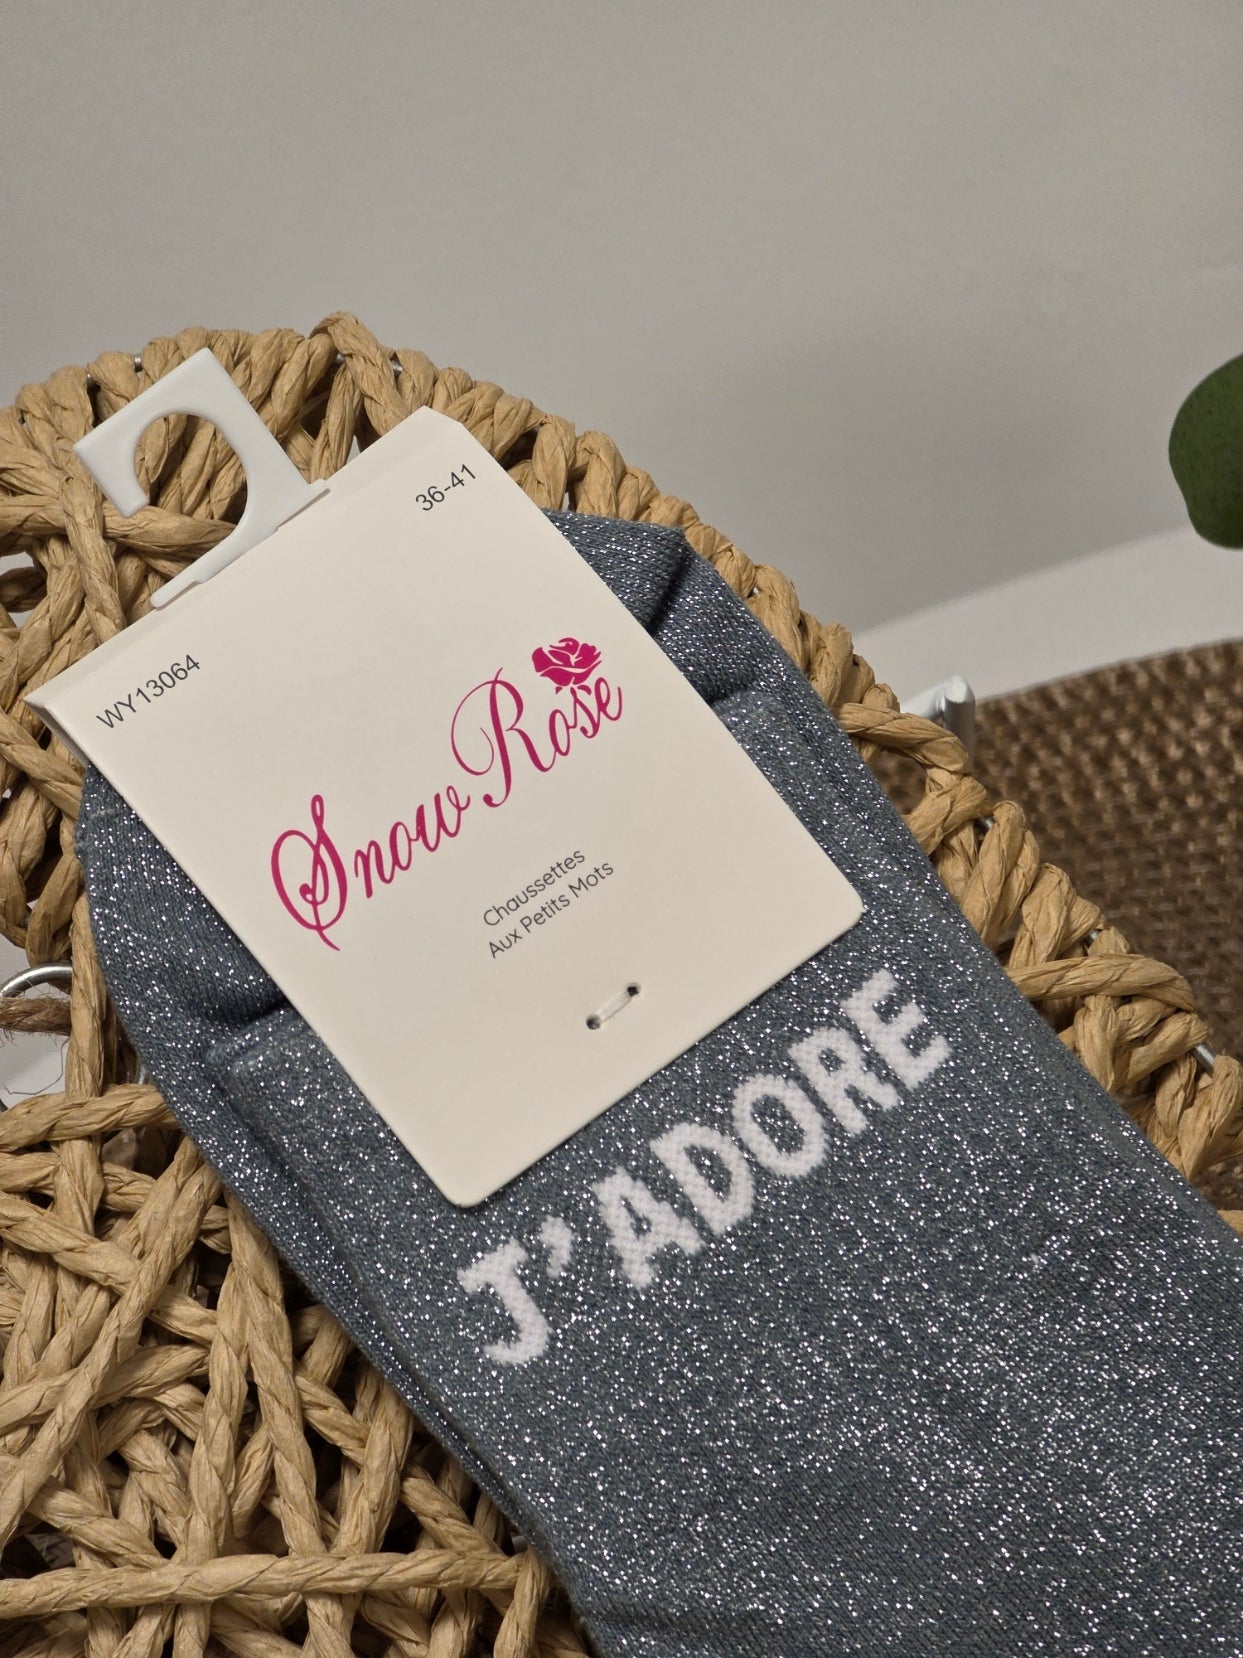 36-41
WY13064
Snow Rose
Chaussettes
Aux Petits Mots
J'ADORE